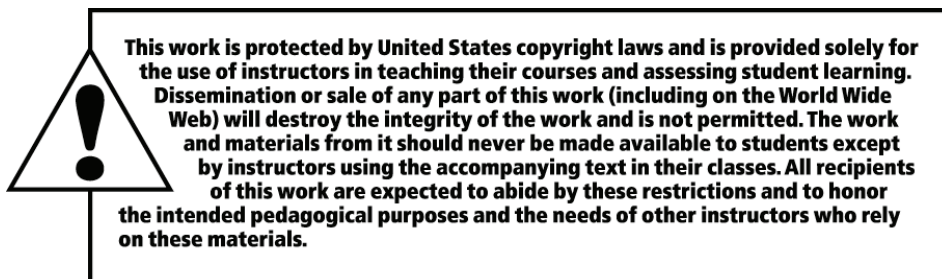 This work is protected by United States copyright laws and is provided solely for
the use of instructors in teaching their courses and assessing student learning.
Dissemination or sale of any part of this work (including on the World Wide
Web) will destroy the integrity of the work and is not permitted. The work
and materials from it should never be made available to students except
by instructors using the accompanying text in their classes. All recipients
of this work are expected to abide by these restrictions and to honor
the intended pedagogical purposes and the needs of other instructors who rely
on these materials.